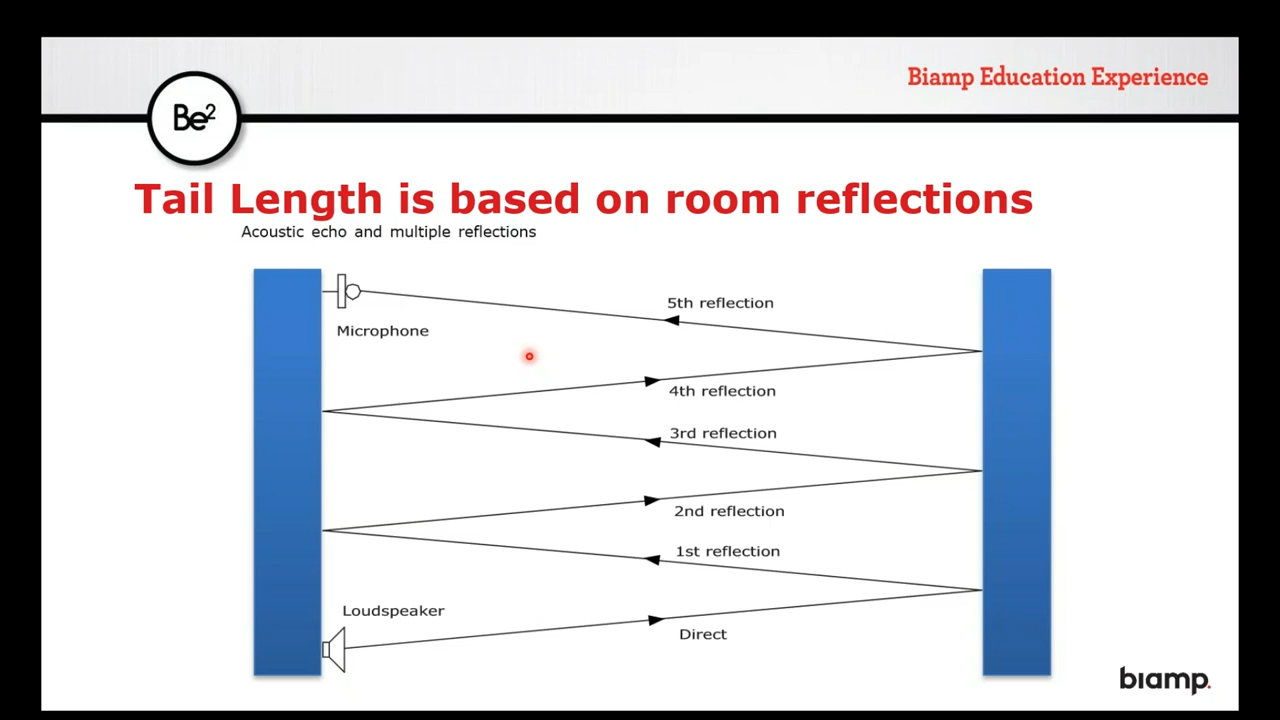 Biamp Education Experience
Be²
Tail Length is based on room reflections
Acoustic echo and multiple reflections
5th reflection
Microphone
4th reflection
3rd reflection
2nd reflection
1st reflection
Loudspeaker
Direct
biamp.